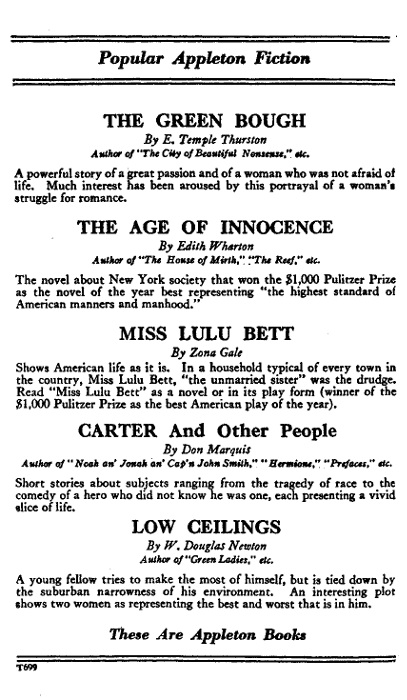 Popular Appleton Fiction
THE GREEN BOUGH
By E. Temple Thurston
Author of "The City of Beautiful Nonsense," etc.
A powerful story of a great passion and of a woman who was not afraid of
life. Much interest has been aroused by this portrayal of a woman's
struggle for romance.
THE AGE OF INNOCENCE
By Edith Wharton
Author of "The House of Mirth," "The Reef," etc.
The novel about New York society that won the $1,000 Pulitzer Prize
as the novel of the year best representing "the highest standard of
American manners and manhood."
MISS LULU BETT
By Zona Gale
Shows American life as it is. In a household typical of every town in
the country, Miss Lulu Bett, "the unmarried sister" was the drudge.
Read "Miss Lulu Bett" as a novel or in its play form (winner of the
$1,000 Pulitzer Prize as the best American play of the year).
CARTER And Other People
By Don Marquis
Author of "Noah an' Jonah an' Cap'n John Smith," "Hermione," "Prefaces," etc.
Short stories about subjects ranging from the tragedy of race to the
comedy of a hero who did not know he was one, each presenting a vivid
slice of life.
LOW CEILINGS
By W. Douglas Newton
Author of "Green Ladies," etc.
A young fellow tries to make the most of himself, but is tied down by
the suburban narrowness of his environment. An interesting plot
shows two women as representing the best and worst that is in him.
These Are Appleton Books
T699